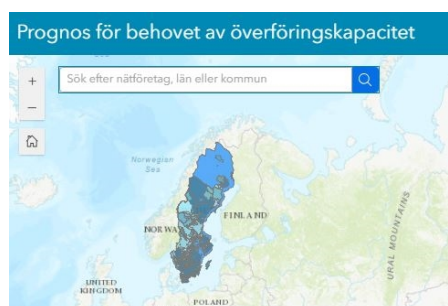 Prognos för behovet av överföringskapacitet
+
Sök efter nätföretag, län eller kommun
−
Norwegian
Sea
FINLAND
NORWAY
URAL MOUNTAINS
UNITED
KINGDOM
POLAND